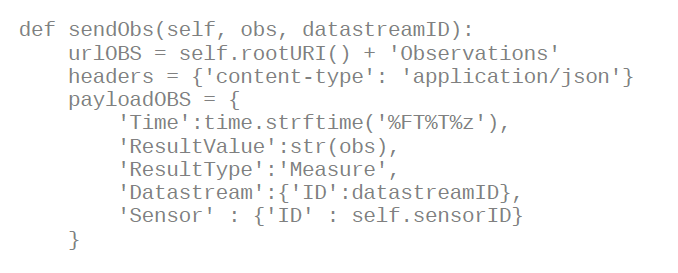 def sendObs(self, obs, datastreamID):
    urlOBS = self.rootURI() + 'Observations'
    headers = {'content-type': 'application/json'}
    payloadOBS = {
        'Time':time.strftime('%FT%T%z'),
        'ResultValue':str(obs),
        'ResultType':'Measure',
        'Datastream':{'ID':datastreamID},
        'Sensor' : {'ID' : self.sensorID}
    }